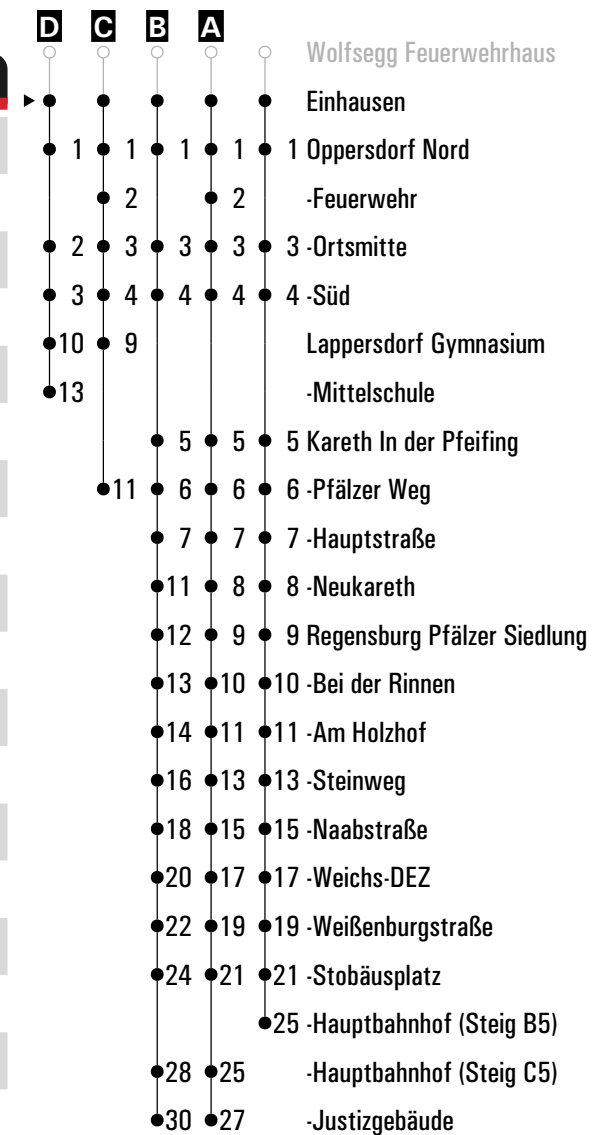 D C B A
Wolfsegg Feuerwehrhaus
Einhausen
1 1 1 1 1 Oppersdorf Nord
2 2 -Feuerwehr
2 3 3 3 3 -Ortsmitte
3 4 4 4 4 -Süd
10 9 Lappersdorf Gymnasium
13 -Mittelschule
5 5 5 Kareth In der Pfeifing
11 6 6 6 -Pfälzer Weg
7 7 7 -Hauptstraße
11 8 8 -Neukareth
12 9 9 Regensburg Pfälzer Siedlung
13 10 10 -Bei der Rinnen
14 11 11 -Am Holzhof
16 13 13 -Steinweg
18 15 15 -Naabstraße
20 17 17 -Weichs-DEZ
22 19 19 -Weißenburgstraße
24 21 21 -Stobäusplatz
25 -Hauptbahnhof (Steig B5)
28 25 -Hauptbahnhof (Steig C5)
30 27 -Justizgebäude